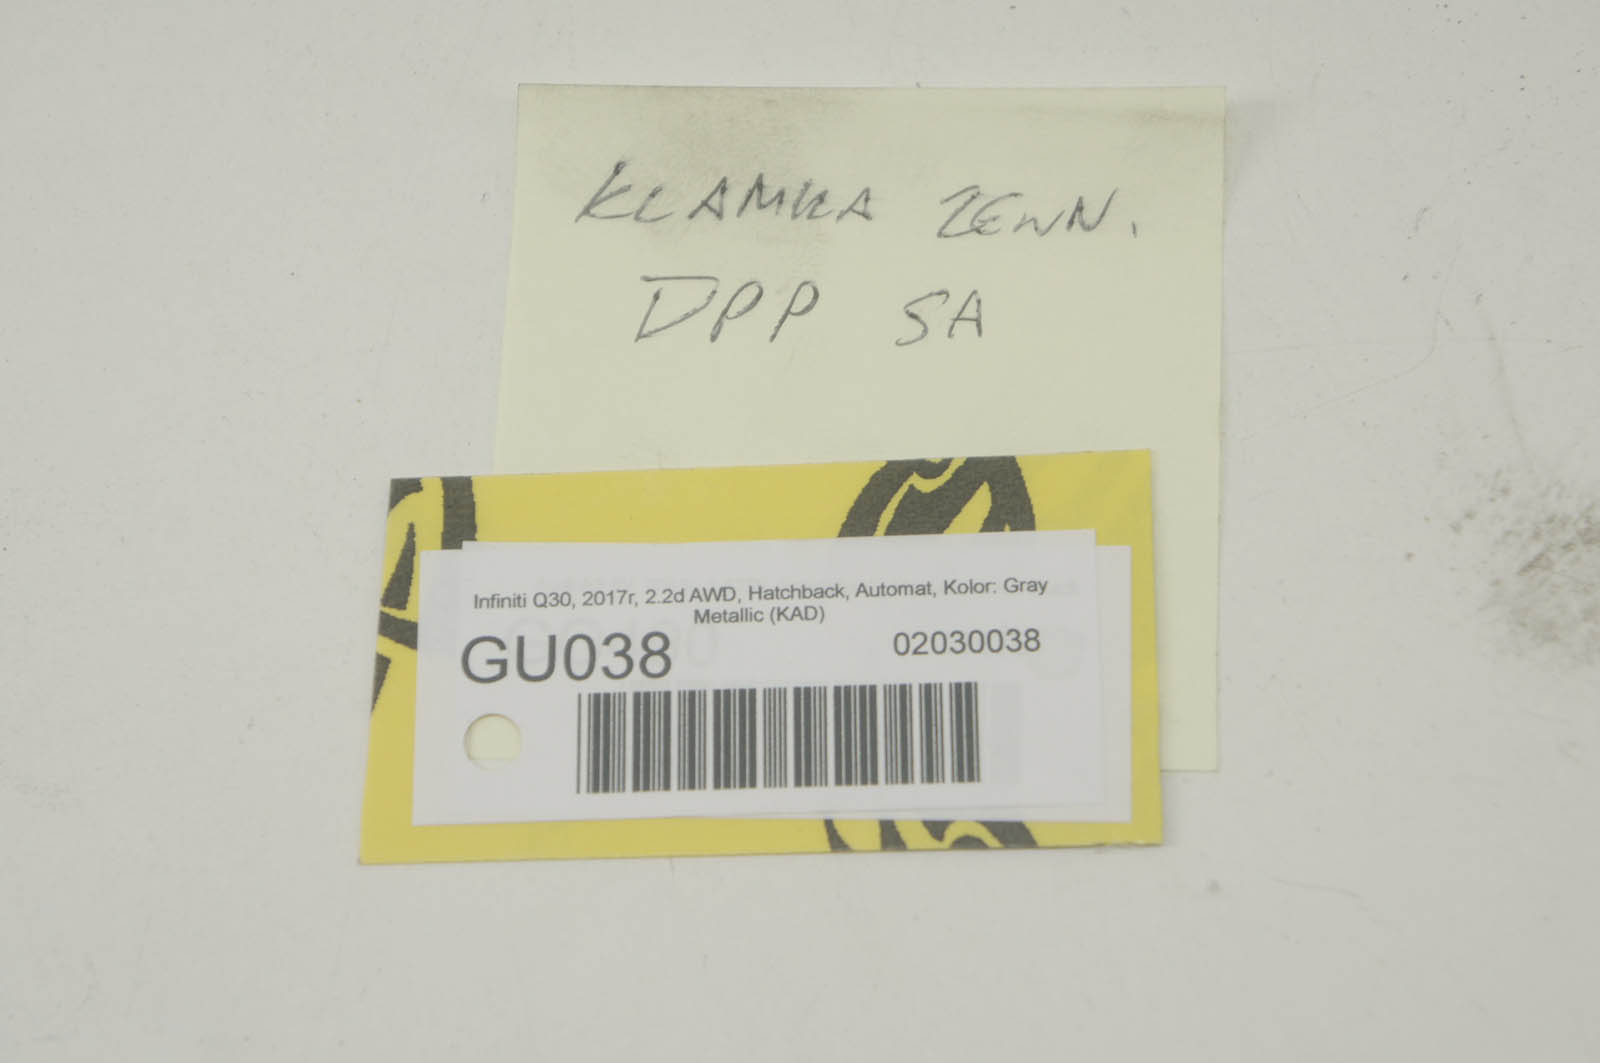 KLAMKA ZEWN.
DPP SA
Infiniti Q30, 2017r, 2.2d AWD, Hatchback, Automat, Kolor: Gray
Metallic (KAD)
GU038
02030038